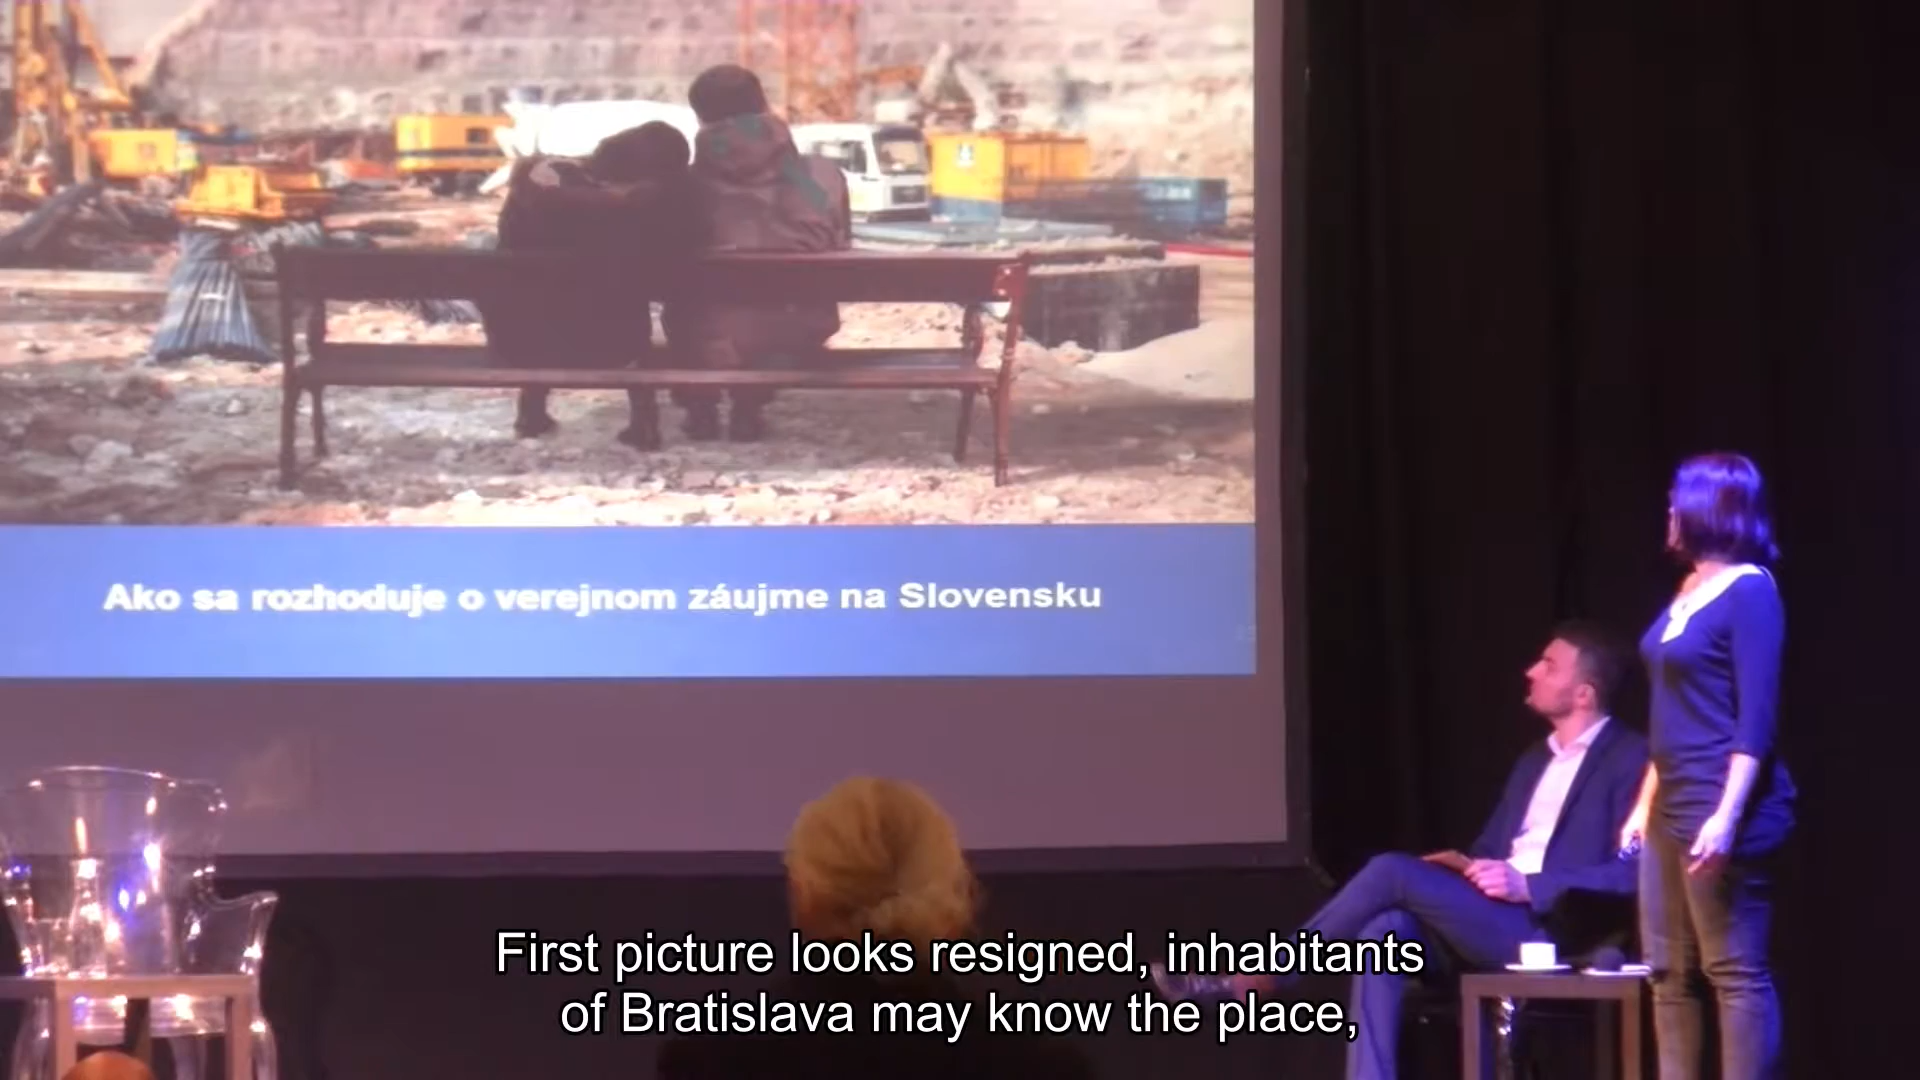 Ako sa rozhoduje o verejnom záujme na Slovensku
First picture looks resigned, inhabitants
of Bratislava may know the place,